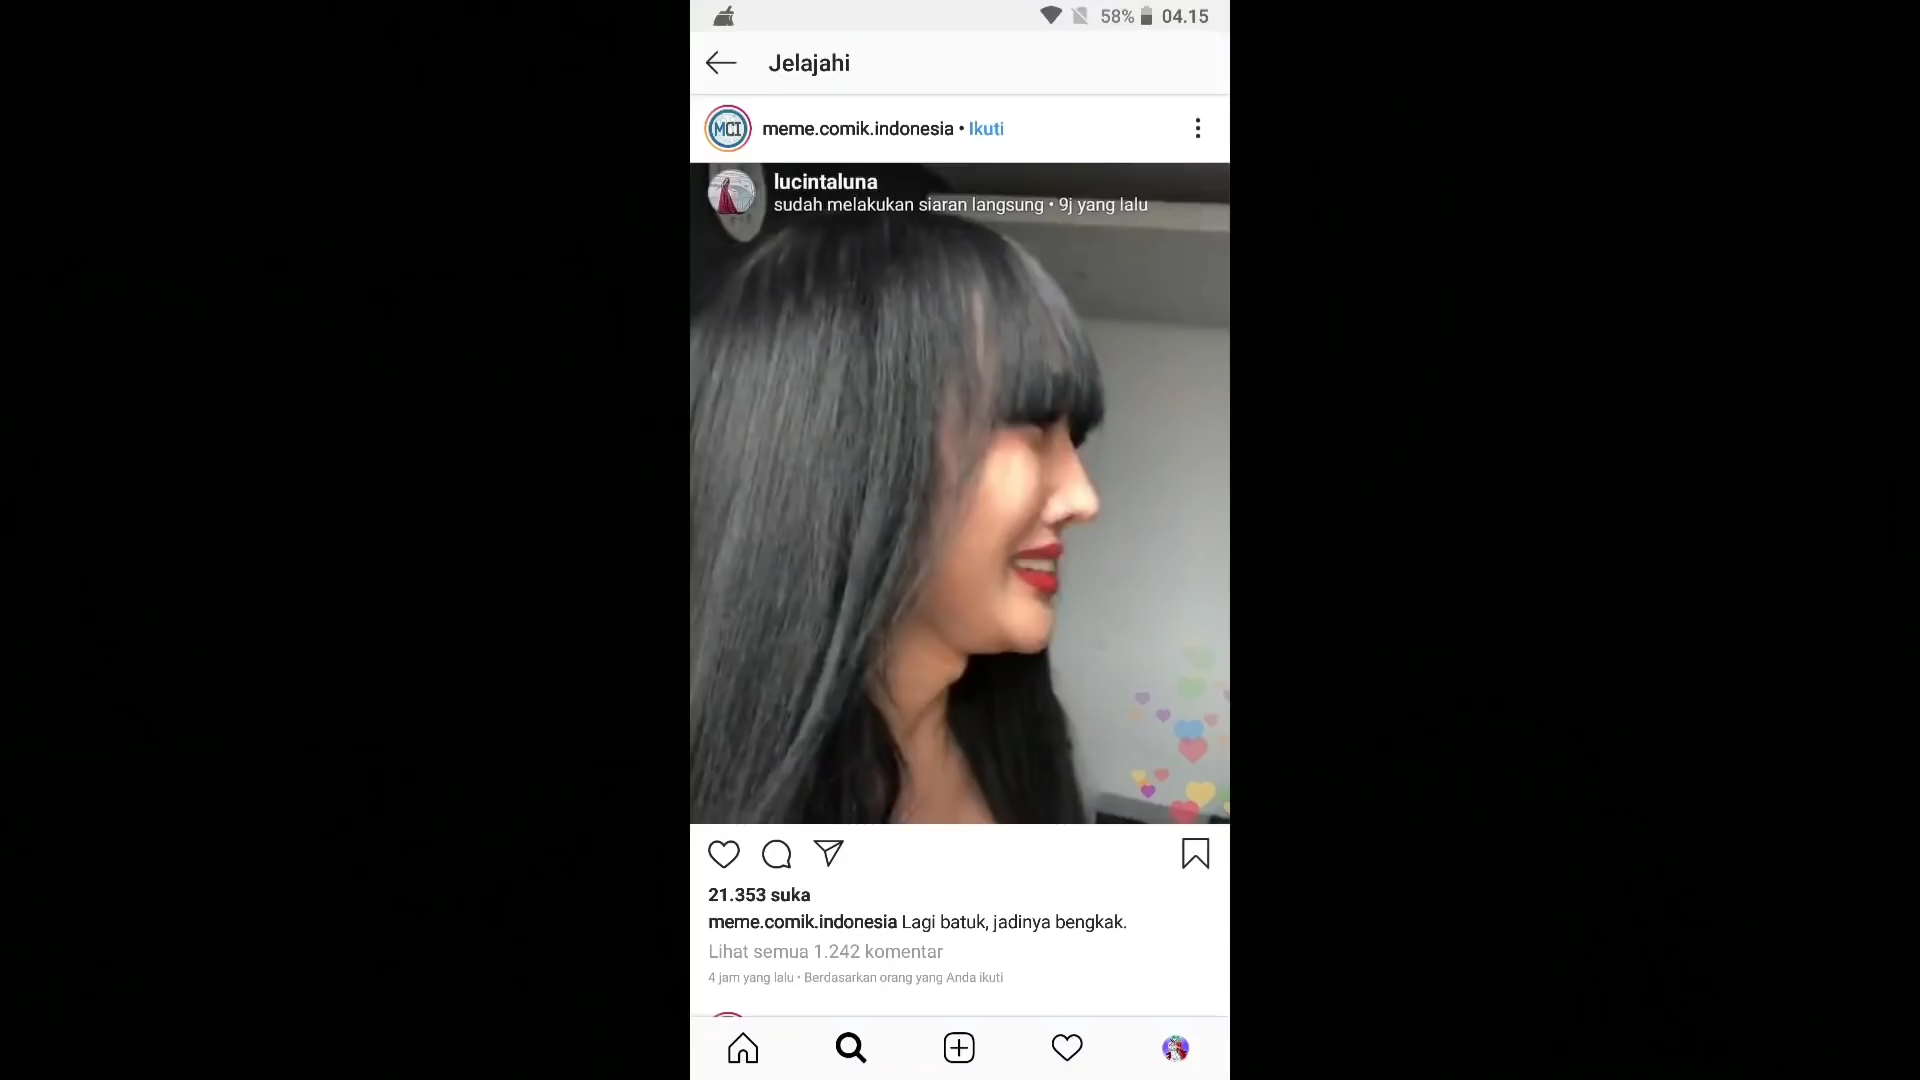 58% 04.15
Jelajahi
MCI
meme.comik.indonesia • Ikuti
lucintaluna
sudah melakukan siaran langsung • 9j yang lalu
21.353 suka
meme.comik.indonesia Lagi batuk, jadinya bengkak.
Lihat semua 1.242 komentar
4 jam yang lalu • Berdasarkan orang yang Anda ikuti